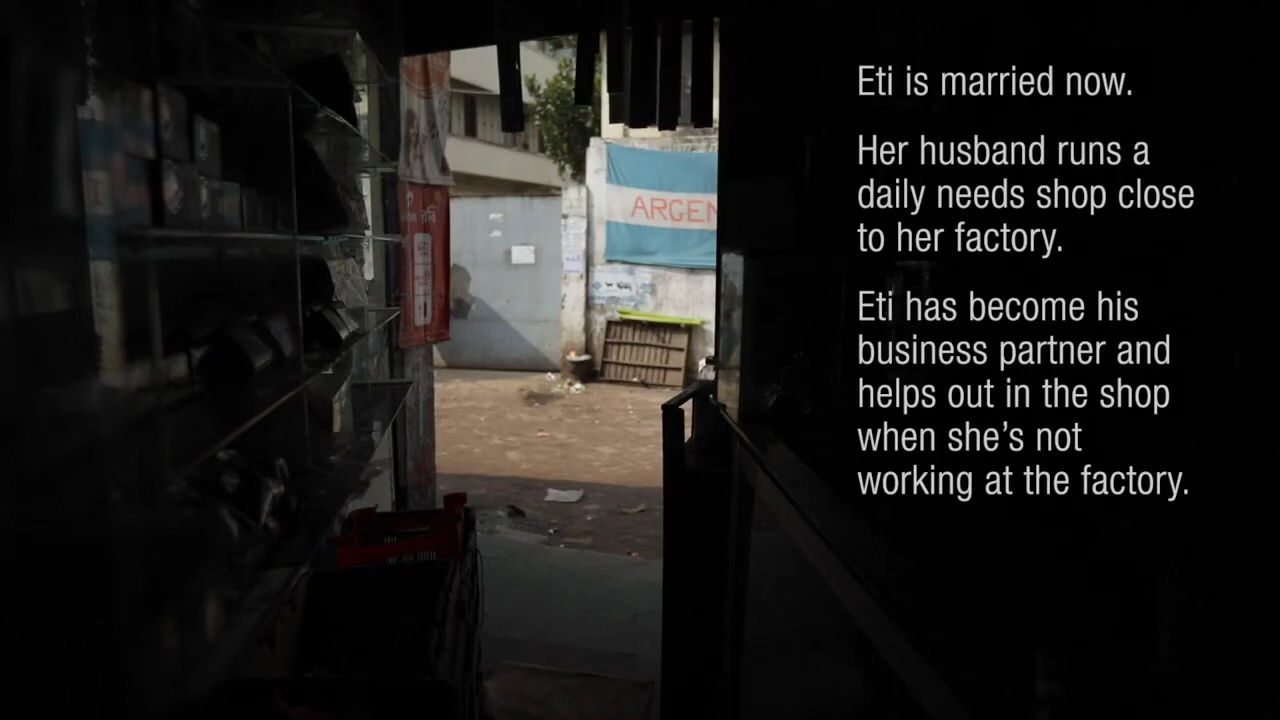 Eti is married now.
Her husband runs a
daily needs shop close
to her factory.
Eti has become his
business partner and
helps out in the shop
when she's not
working at the factory.
ARGEN
রবি